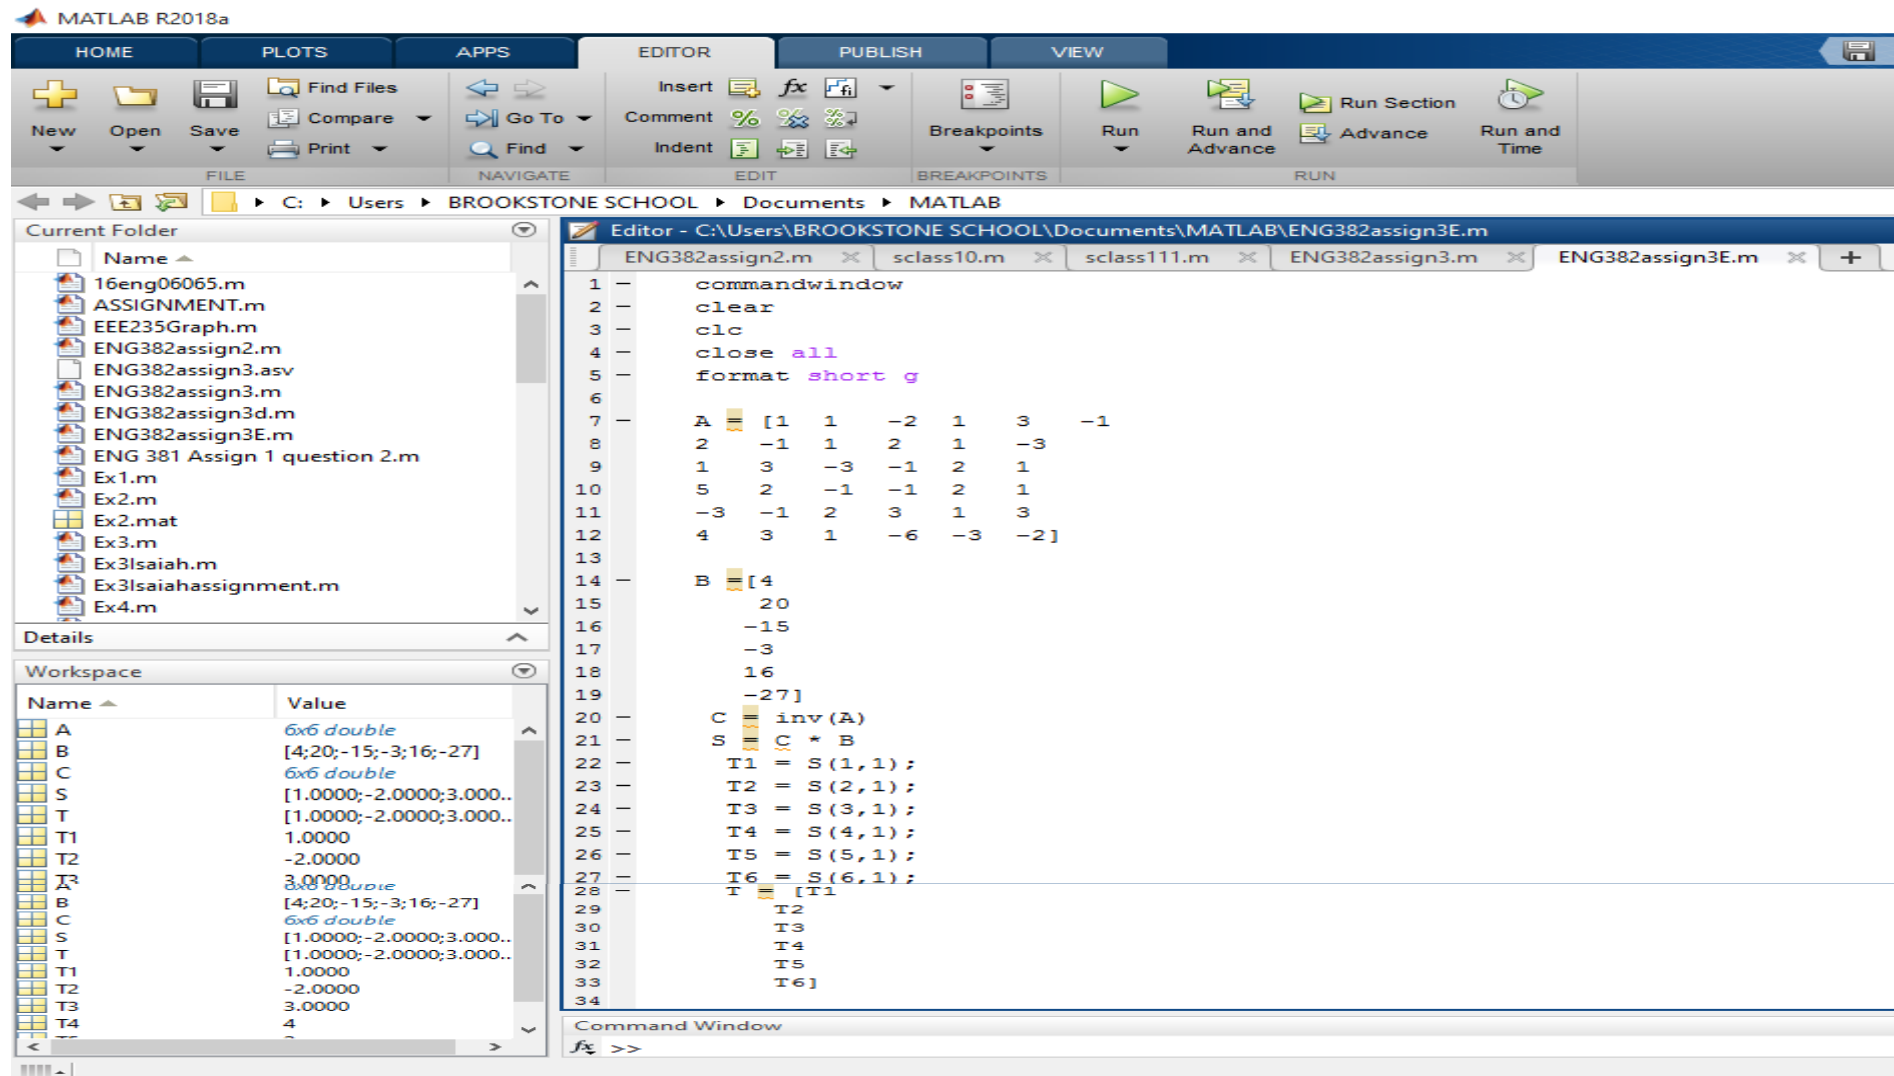 MATLAB R2018a
HOME PLOTS APPS EDITOR PUBLISH VIEW
New Open Save Find Files Compare Print
FILE
Go To Find
NAVIGATE
Insert fx fi
Comment %
Indent
EDIT
Breakpoints
BREAKPOINTS
Run Run and Advance Run Section Advance Run and Time
RUN
C: Users BROOKSTONE SCHOOL Documents MATLAB
Current Folder
Name
16eng06065.m
ASSIGNMENT.m
EEE235Graph.m
ENG382assign2.m
ENG382assign3.asv
ENG382assign3.m
ENG382assign3d.m
ENG382assign3E.m
ENG 381 Assign 1 question 2.m
Ex1.m
Ex2.m
Ex2.mat
Ex3.m
Ex3Isaiah.m
Ex3Isaiahassignment.m
Ex4.m
Details
Workspace
Name Value
A 6x6 double
B [4;20;-15;-3;16;-27]
C 6x6 double
S [1.0000;-2.0000;3.000..
T [1.0000;-2.0000;3.000..
T1 1.0000
T2 -2.0000
T3 3.0000
A 6x6 double
B [4;20;-15;-3;16;-27]
C 6x6 double
S [1.0000;-2.0000;3.000..
T [1.0000;-2.0000;3.000..
T1 1.0000
T2 -2.0000
T3 3.0000
T4 4
Editor - C:\Users\BROOKSTONE SCHOOL\Documents\MATLAB\ENG382assign3E.m
ENG382assign2.m sclass10.m sclass111.m ENG382assign3.m ENG382assign3E.m +
1 - commandwindow
2 - clear
3 - clc
4 - close all
5 - format short g
6
7 - A = [1 1 -2 1 3 -1
8 2 -1 1 2 1 -3
9 1 3 -3 -1 2 1
10 5 2 -1 -1 2 1
11 -3 -1 2 3 1 3
12 4 3 1 -6 -3 -2]
13
14 - B =[4
15 20
16 -15
17 -3
18 16
19 -27]
20 - C = inv(A)
21 - S = C * B
22 - T1 = S(1,1);
23 - T2 = S(2,1);
24 - T3 = S(3,1);
25 - T4 = S(4,1);
26 - T5 = S(5,1);
27 - T6 = S(6,1);
28 - T = [T1
29 T2
30 T3
31 T4
32 T5
33 T6]
34
Command Window
fx >>